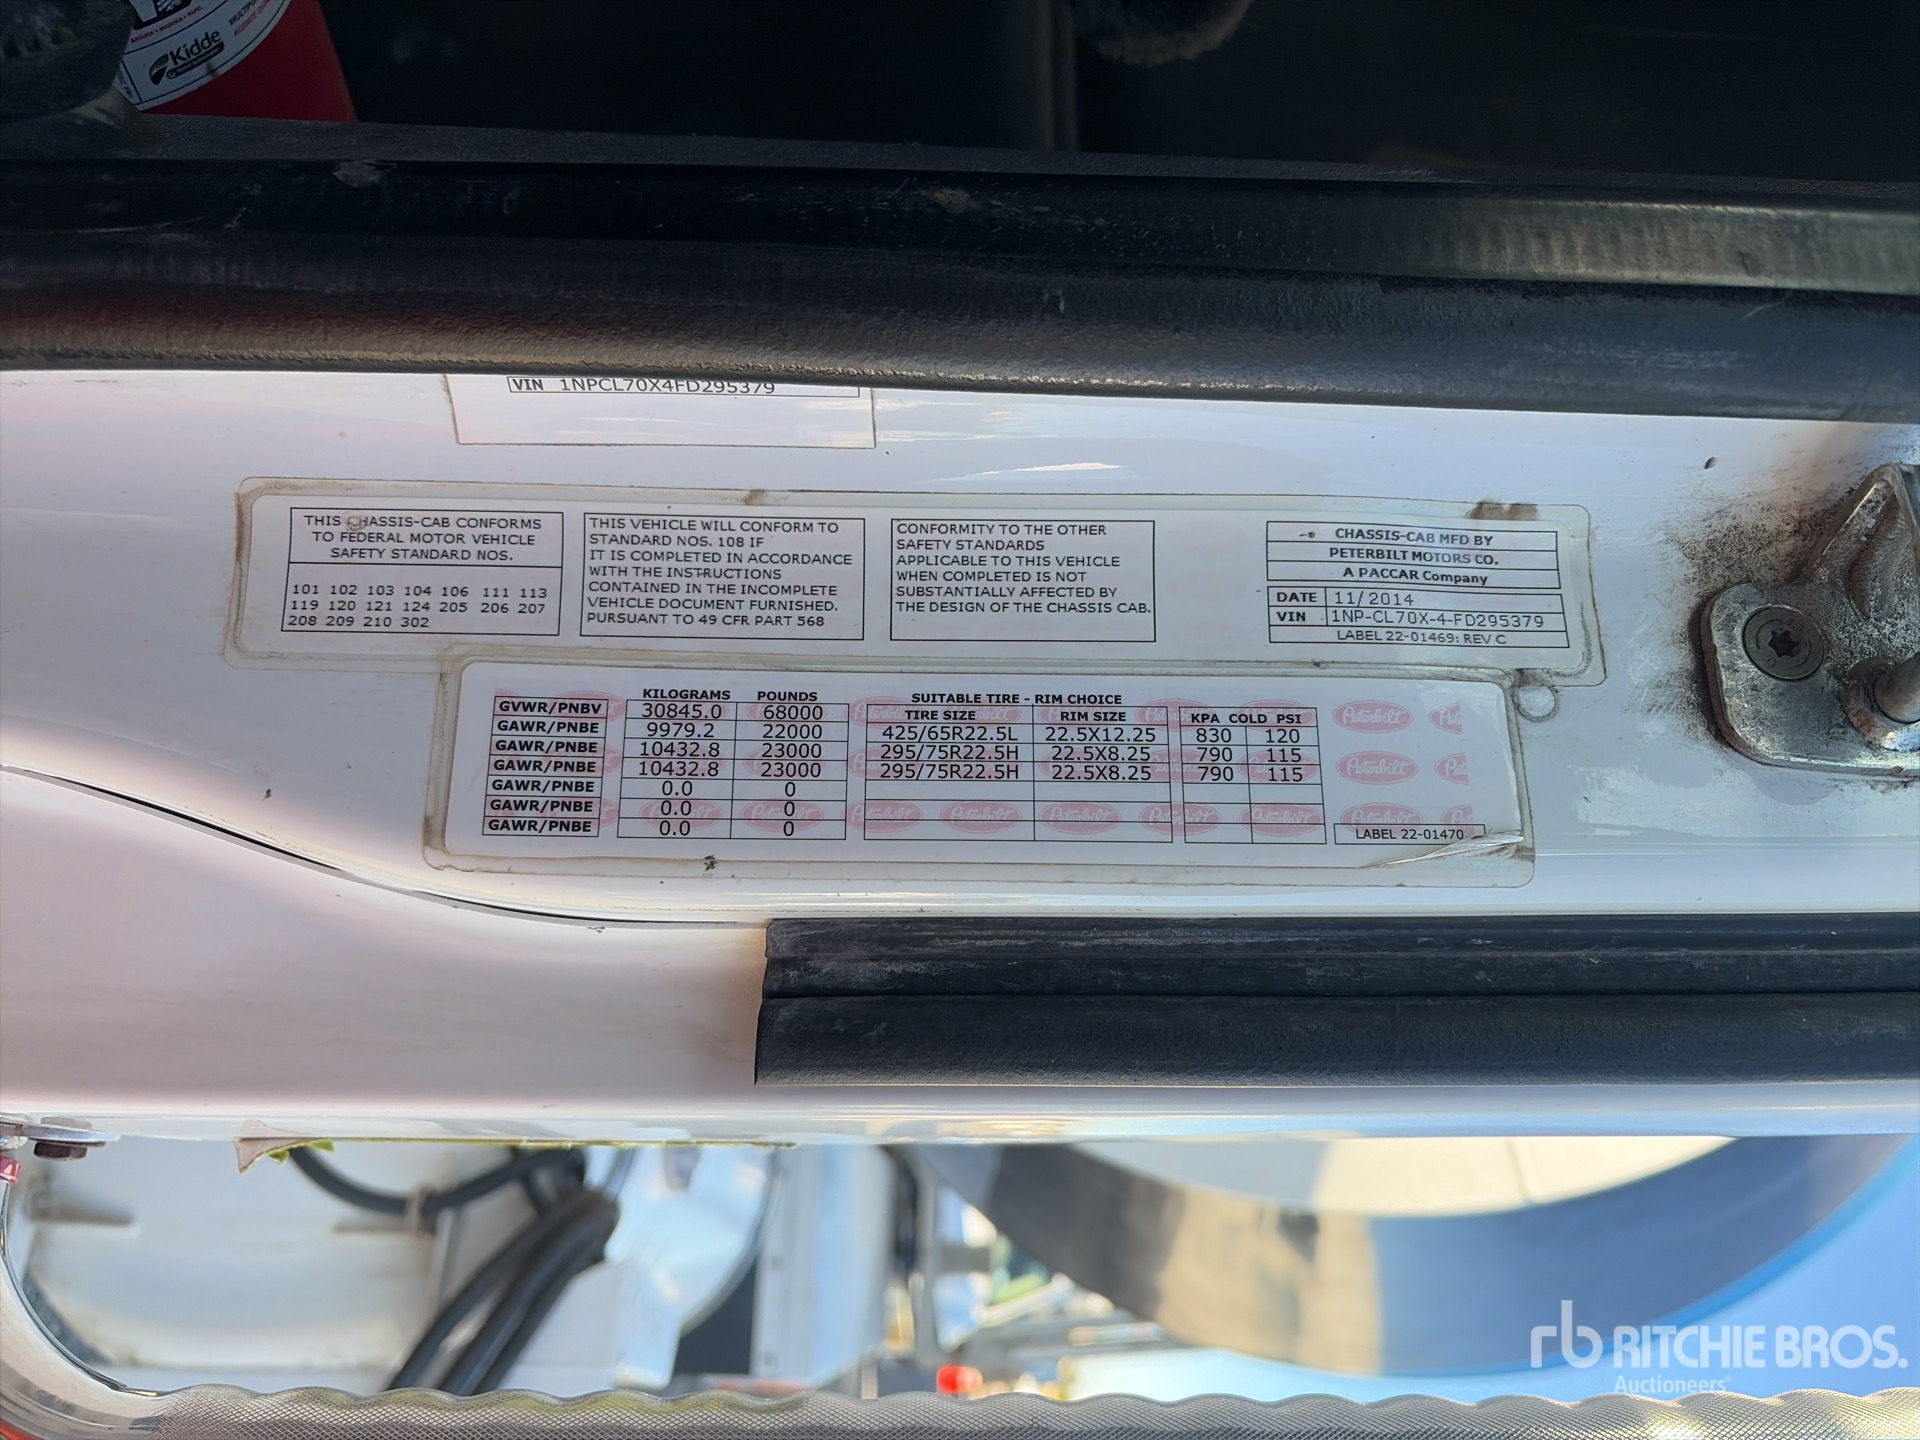 BASURA • MADERA • PAPEL
Kidde
VIN 1NPCL70X4FD295379
THIS CHASSIS-CAB CONFORMS
TO FEDERAL MOTOR VEHICLE
SAFETY STANDARD NOS.
101 102 103 104 106 111 113
119 120 121 124 205 206 207
208 209 210 302
THIS VEHICLE WILL CONFORM TO
STANDARD NOS. 108 IF
IT IS COMPLETED IN ACCORDANCE
WITH THE INSTRUCTIONS
CONTAINED IN THE INCOMPLETE
VEHICLE DOCUMENT FURNISHED.
PURSUANT TO 49 CFR PART 568
CONFORMITY TO THE OTHER
SAFETY STANDARDS
APPLICABLE TO THIS VEHICLE
WHEN COMPLETED IS NOT
SUBSTANTIALLY AFFECTED BY
THE DESIGN OF THE CHASSIS CAB.
CHASSIS-CAB MFD BY
PETERBILT MOTORS CO.
A PACCAR Company
DATE 11/2014
VIN 1NP-CL70X-4-FD295379
LABEL 22-01469: REV C
KILOGRAMS POUNDS SUITABLE TIRE - RIM CHOICE
TIRE SIZE RIM SIZE KPA COLD PSI
GVWR/PNBV 30845.0 68000
GAWR/PNBE 9979.2 22000 425/65R22.5L 22.5X12.25 830 120
GAWR/PNBE 10432.8 23000 295/75R22.5H 22.5X8.25 790 115
GAWR/PNBE 10432.8 23000 295/75R22.5H 22.5X8.25 790 115
GAWR/PNBE 0.0 0
GAWR/PNBE 0.0 0
GAWR/PNBE 0.0 0
Peterbilt
Peterbilt
Peterbilt
LABEL 22-01470
rb RITCHIE BROS.
Auctioneers